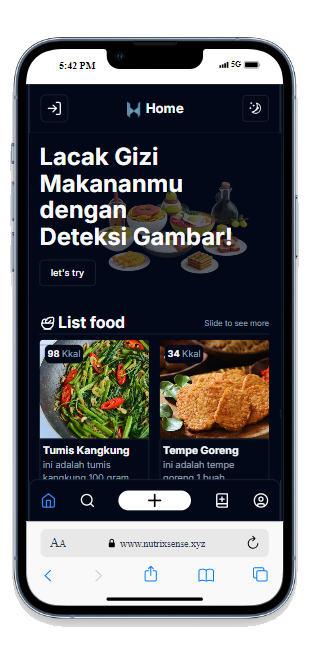 5:42 PM
5G
Home
Lacak Gizi
Makananmu
dengan
Deteksi Gambar!
let's try
List food
Slide to see more
98 Kkal
34 Kkal
Tumis Kangkung
Tempe Goreng
ini adalah tumis
kangkung 100 gram
ini adalah tempe
goreng 1 buah
AA
www.nutrixsense.xyz